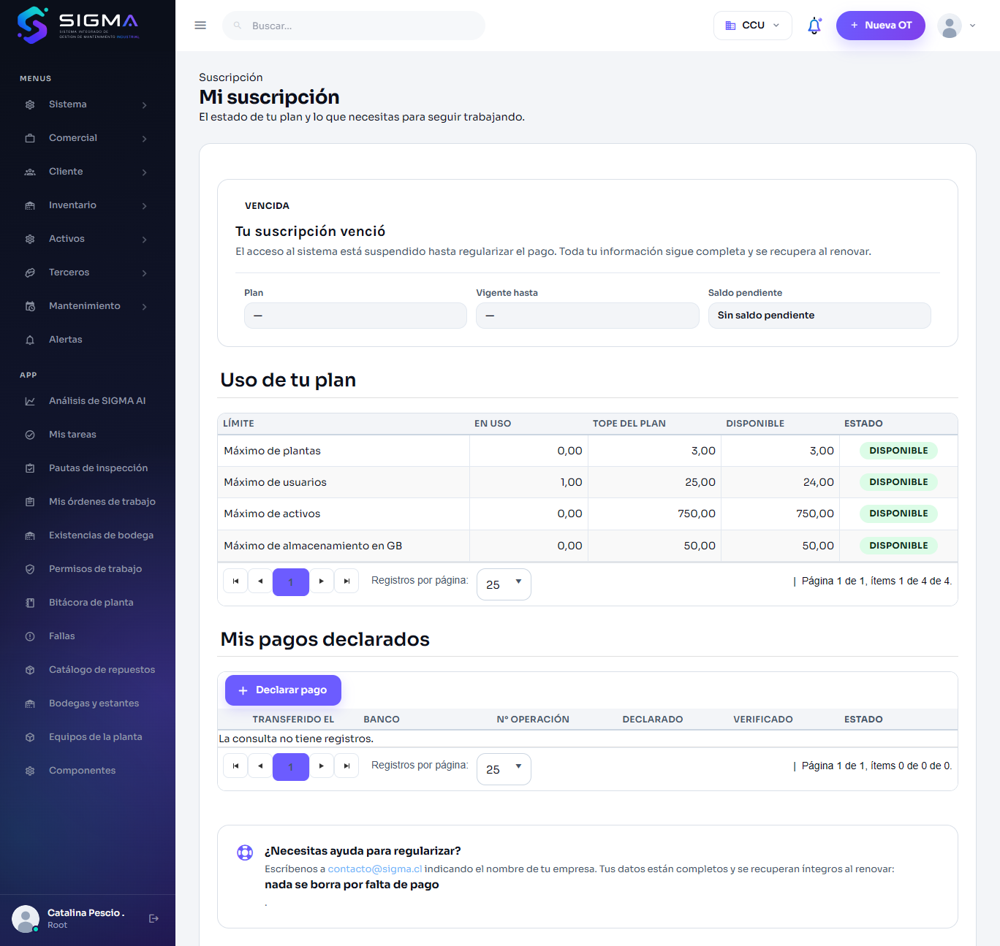 SIGMA
SISTEMA INTEGRADO DE
GESTIÓN DE MANTENIMIENTO INDUSTRIAL
Buscar...
CCU
+ Nueva OT
MENUS
Sistema
Comercial
Cliente
Inventario
Activos
Terceros
Mantenimiento
Alertas
APP
Análisis de SIGMA AI
Mis tareas
Pautas de inspección
Mis órdenes de trabajo
Existencias de bodega
Permisos de trabajo
Bitácora de planta
Fallas
Catálogo de repuestos
Bodegas y estantes
Equipos de la planta
Componentes
Catalina Pescio .
Root
Suscripción
Mi suscripción
El estado de tu plan y lo que necesitas para seguir trabajando.
VENCIDA
Tu suscripción venció
El acceso al sistema está suspendido hasta regularizar el pago. Toda tu información sigue completa y se recupera al renovar.
Plan Vigente hasta Saldo pendiente
— — Sin saldo pendiente
Uso de tu plan
LÍMITE EN USO TOPE DEL PLAN DISPONIBLE ESTADO
Máximo de plantas 0,00 3,00 3,00 DISPONIBLE
Máximo de usuarios 1,00 25,00 24,00 DISPONIBLE
Máximo de activos 0,00 750,00 750,00 DISPONIBLE
Máximo de almacenamiento en GB 0,00 50,00 50,00 DISPONIBLE
1 Registros por página: 25 | Página 1 de 1, ítems 1 de 4 de 4.
Mis pagos declarados
+ Declarar pago
TRANSFERIDO EL BANCO N° OPERACIÓN DECLARADO VERIFICADO ESTADO
La consulta no tiene registros.
1 Registros por página: 25 | Página 1 de 1, ítems 0 de 0 de 0.
¿Necesitas ayuda para regularizar?
Escríbenos a contacto@sigma.cl indicando el nombre de tu empresa. Tus datos están completos y se recuperan íntegros al renovar:
nada se borra por falta de pago
.